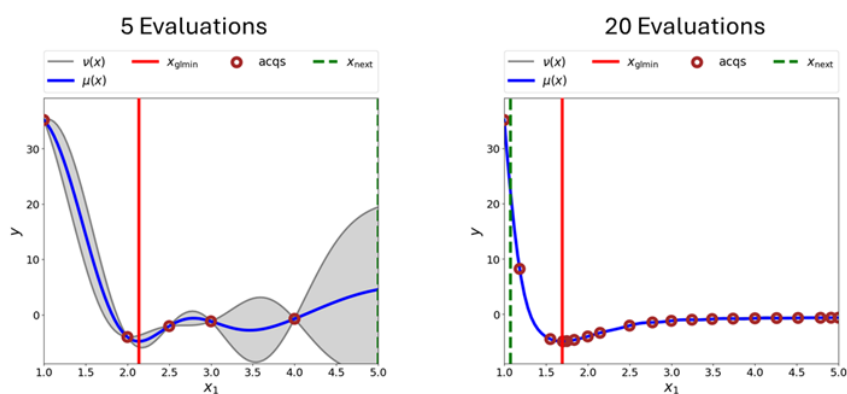 5 Evaluations
ν(x) x_glmin acqs x_next
μ(x)
y
30
20
10
0
1.0 1.5 2.0 2.5 3.0 3.5 4.0 4.5 5.0
x₁
20 Evaluations
ν(x) x_glmin acqs x_next
μ(x)
y
30
20
10
0
1.0 1.5 2.0 2.5 3.0 3.5 4.0 4.5 5.0
x₁